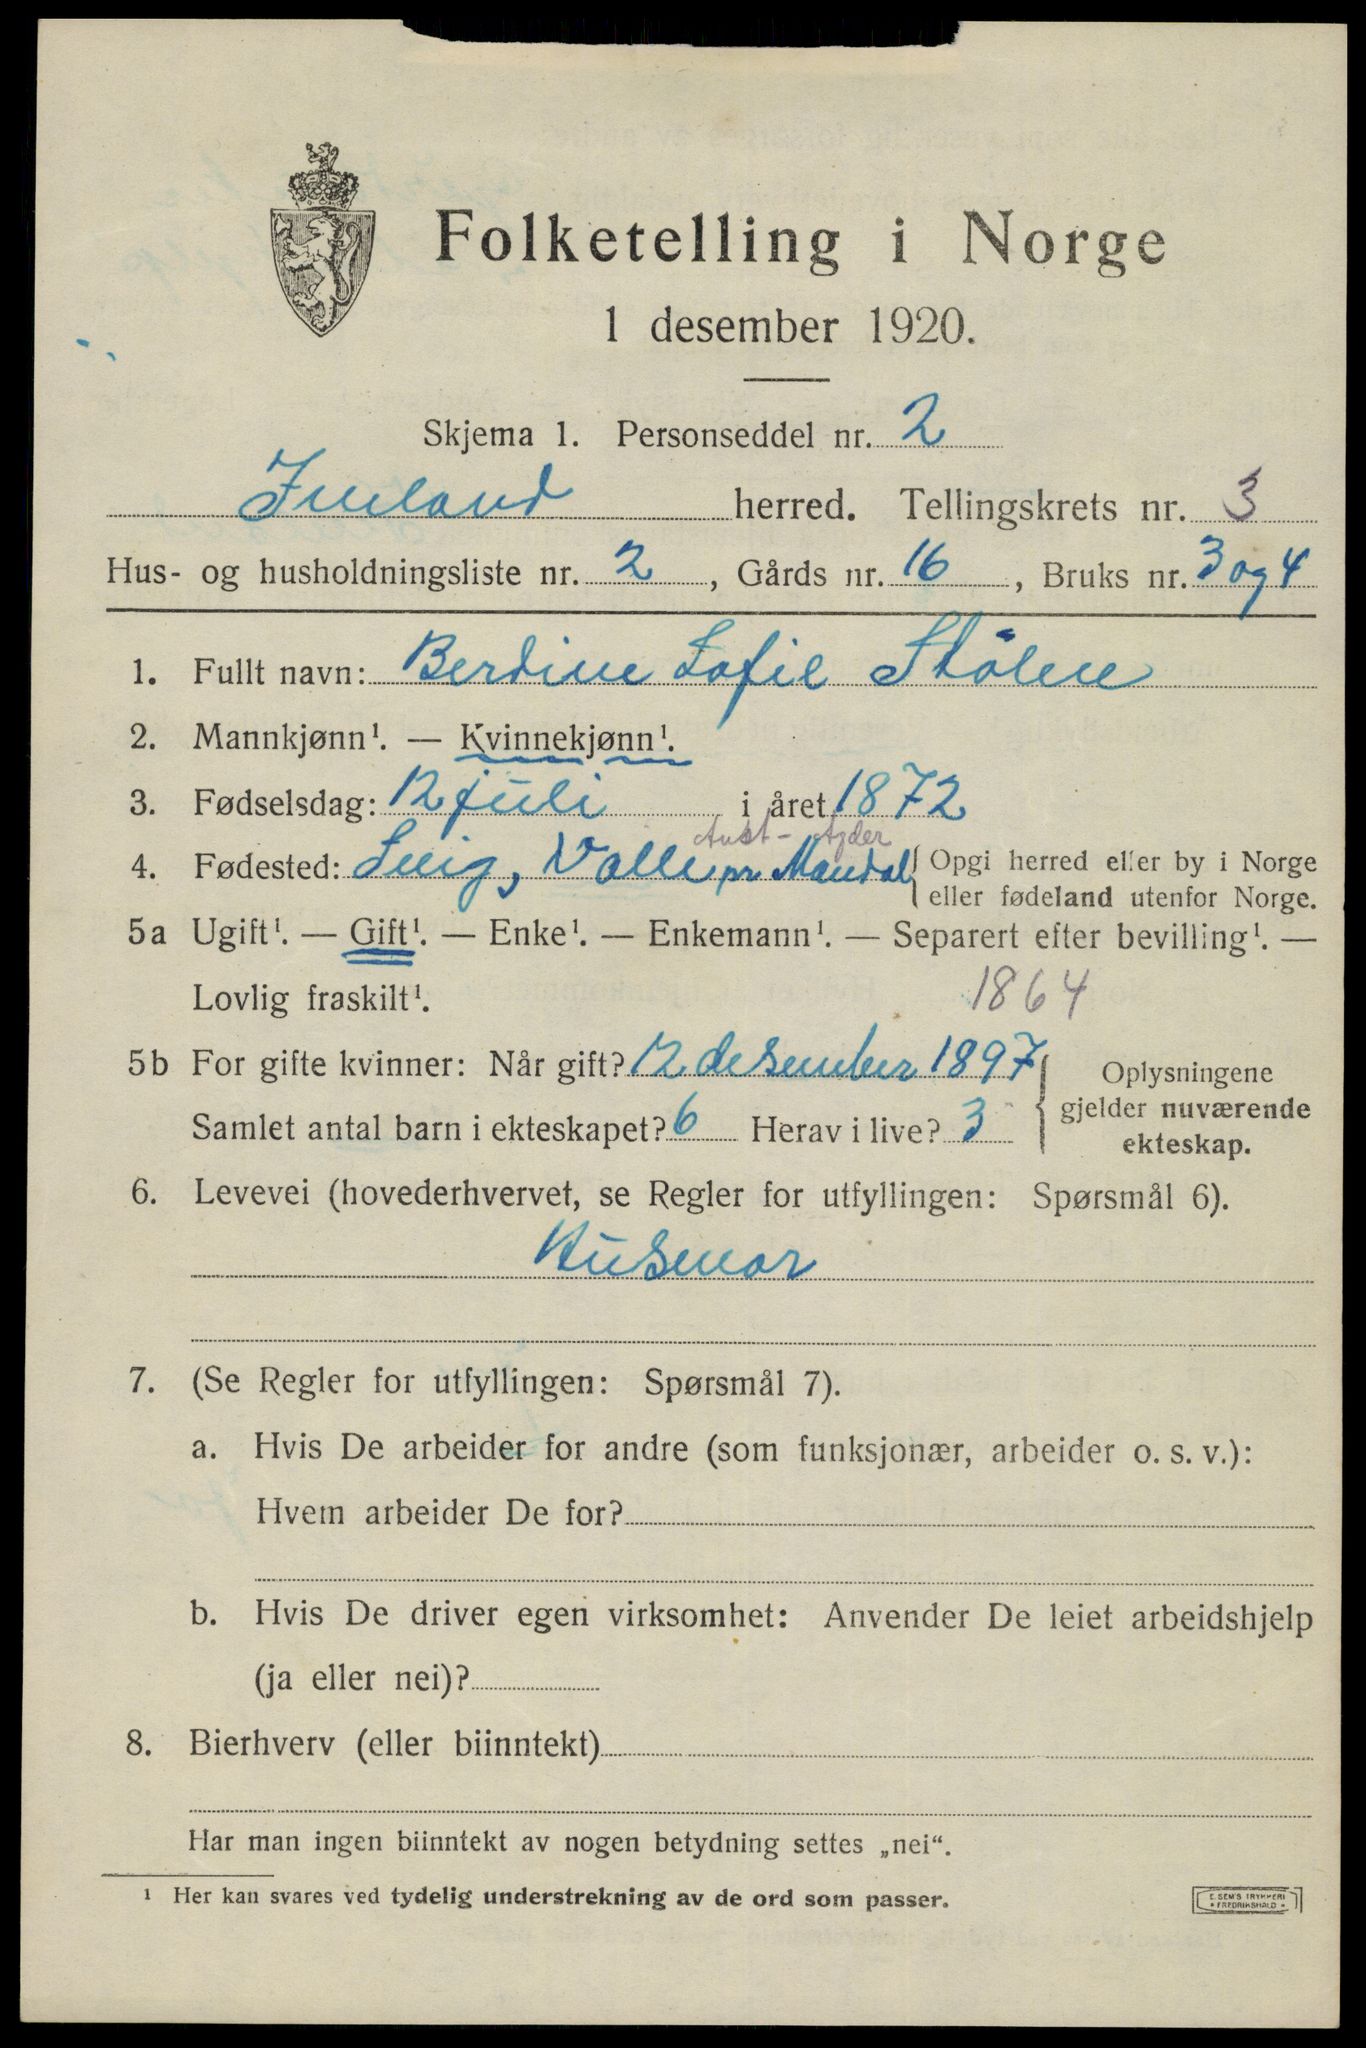 Folketelling i Norge
1 desember 1920.
Skjema 1. Personseddel nr. 2
Imland herred. Tellingskrets nr. 3
Hus- og husholdningsliste nr. 2, Gårds nr. 16, Bruks nr. 3 og 4
1. Fullt navn: Berdine Sofie Stölen
2. Mannkjønn¹. — Kvinnekjønn¹.
3. Fødselsdag: 12 juli i året 1872
Aust-Agder
4. Fødested: Luig, Valle pr Mandal { Opgi herred eller by i Norge
eller fødeland utenfor Norge.
5a Ugift¹. — Gift¹. — Enke¹. — Enkemann¹. — Separert efter bevilling¹. —
Lovlig fraskilt¹. 1864
5b For gifte kvinner: Når gift? 12 desember 1897 { Oplysningene
gjelder nuværende
Samlet antal barn i ekteskapet? 6 Herav i live? 3 ekteskap.
6. Levevei (hovederhvervet, se Regler for utfyllingen: Spørsmål 6).
Husmor
7. (Se Regler for utfyllingen: Spørsmål 7).
a. Hvis De arbeider for andre (som funksjonær, arbeider o. s. v.):
Hvem arbeider De for?
b. Hvis De driver egen virksomhet: Anvender De leiet arbeidshjelp
(ja eller nei)?
8. Bierhverv (eller biinntekt)
Har man ingen biinntekt av nogen betydning settes „nei“.
¹ Her kan svares ved tydelig understrekning av de ord som passer.
E. SEM'S TRYKKERI
* FREDRIKSHALD *